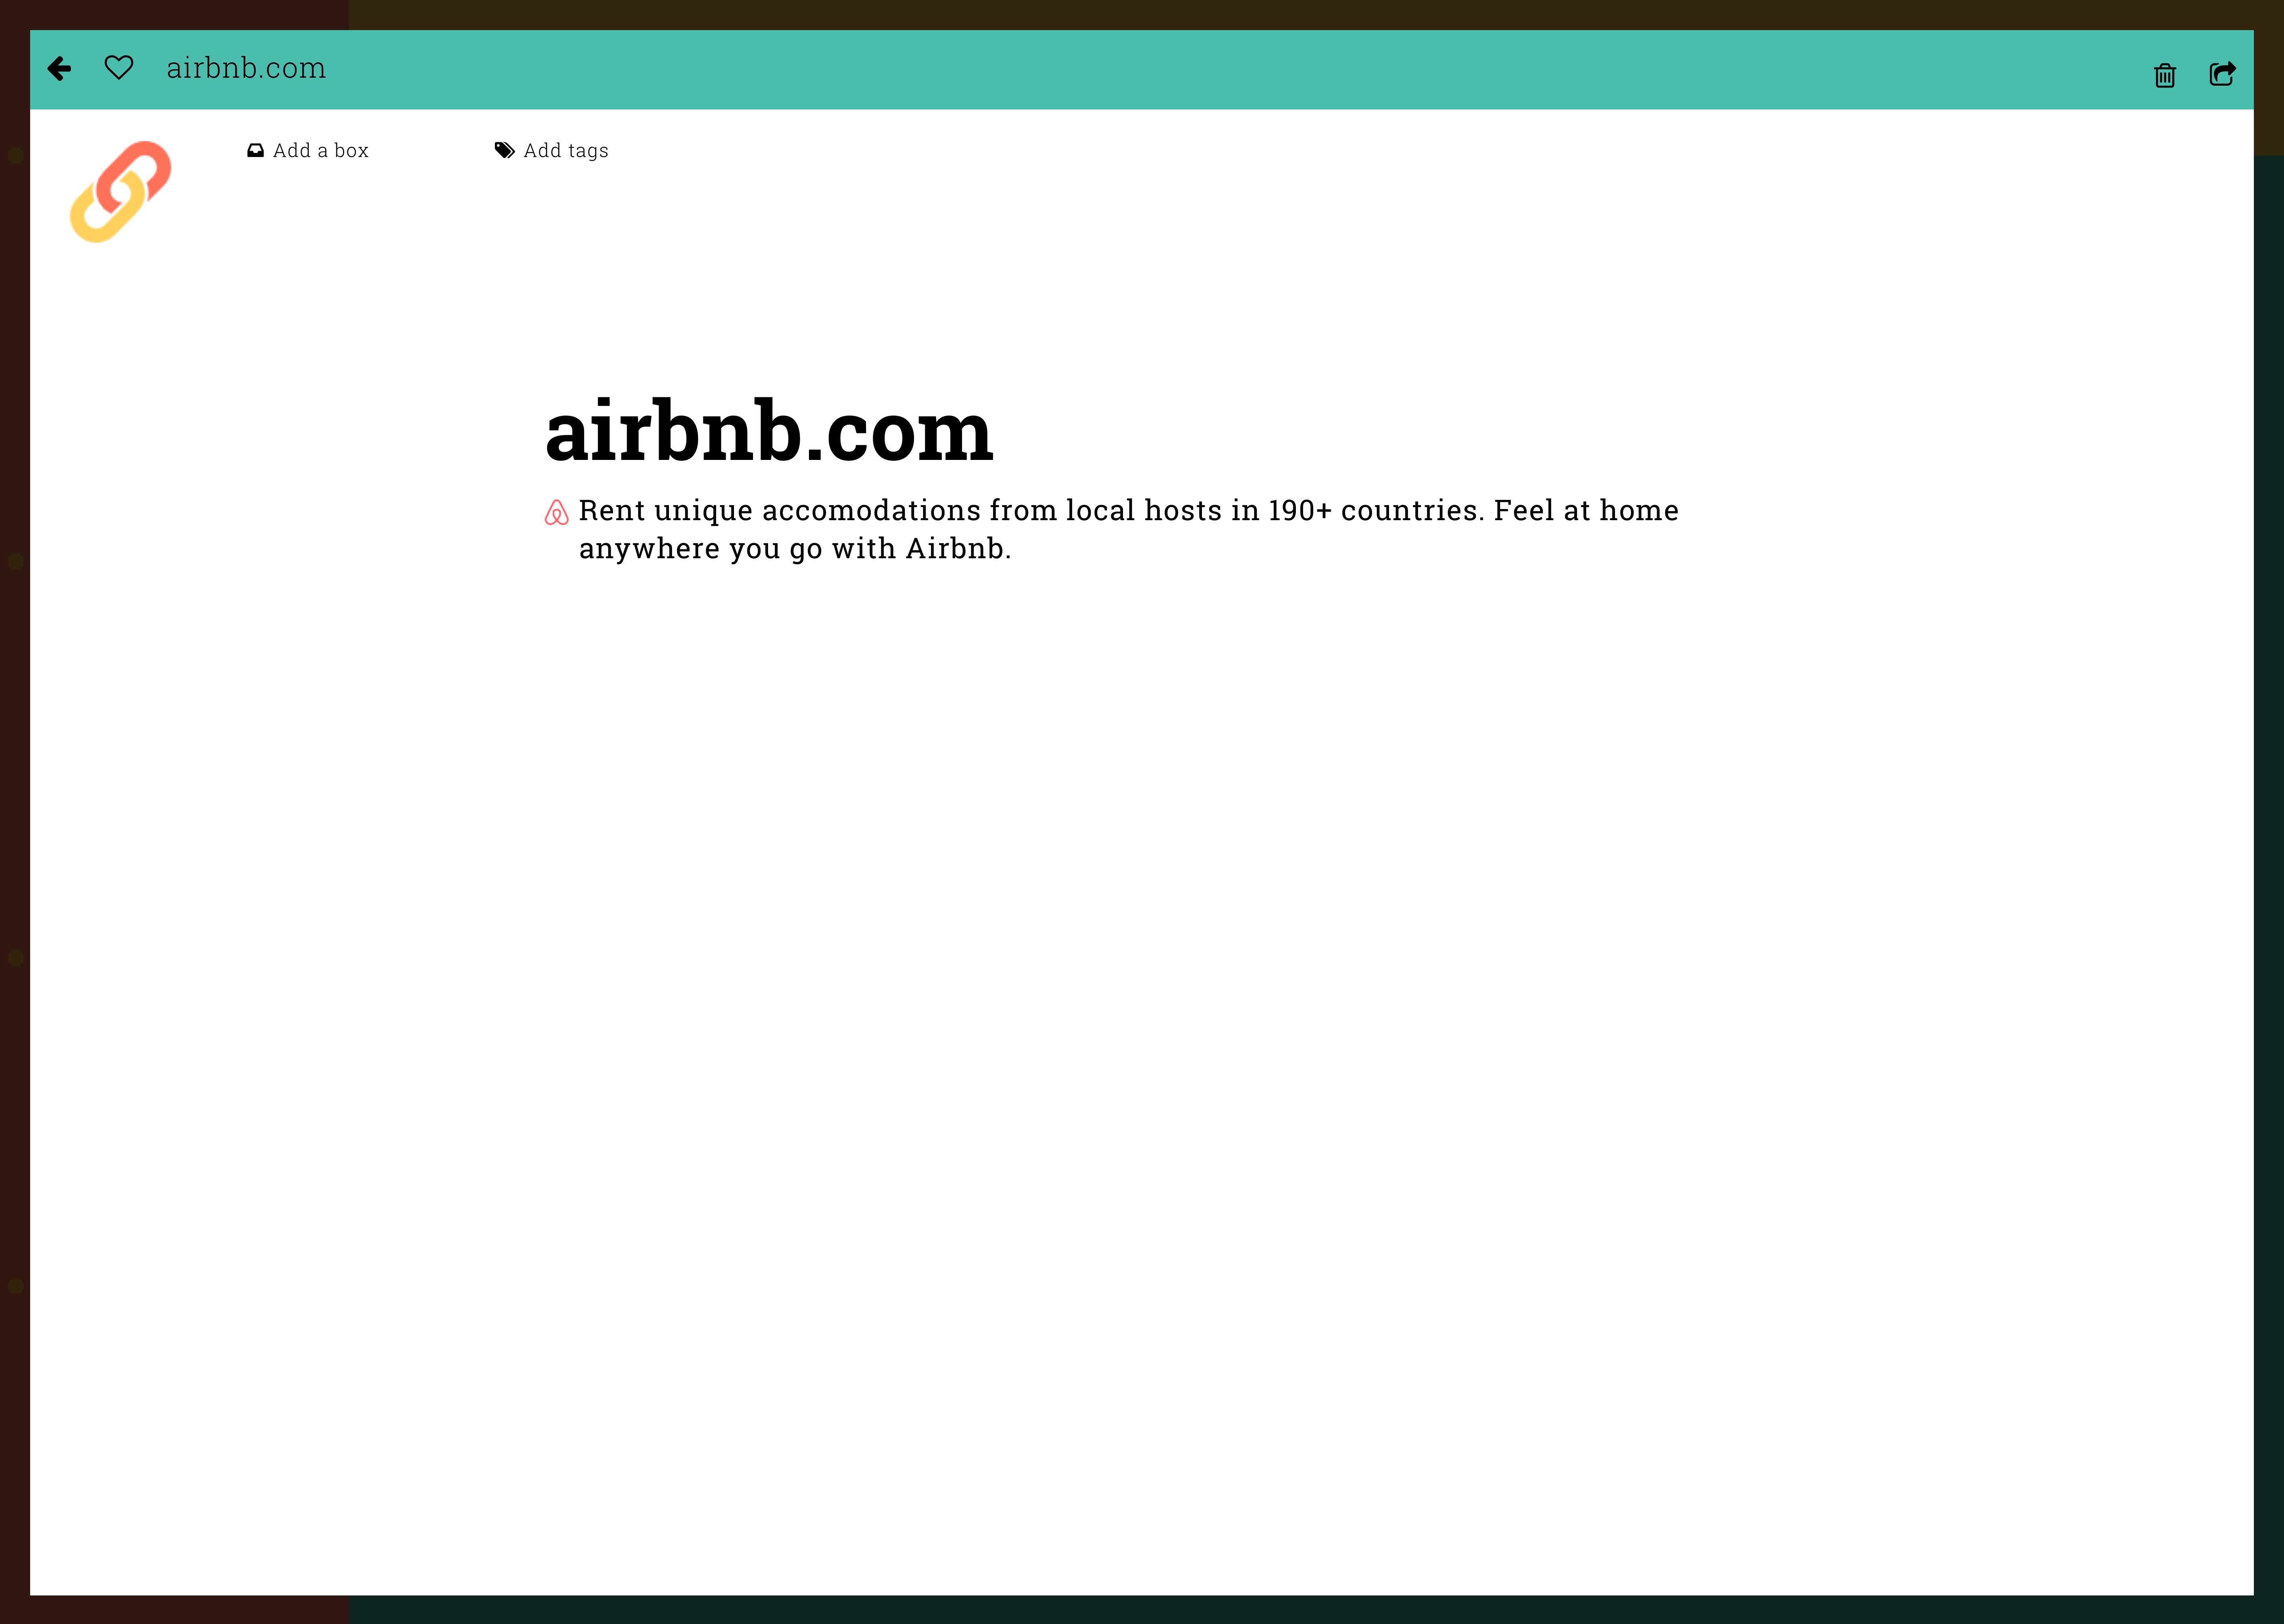 airbnb.com
Add a box
Add tags
airbnb.com
Rent unique accomodations from local hosts in 190+ countries. Feel at home
anywhere you go with Airbnb.